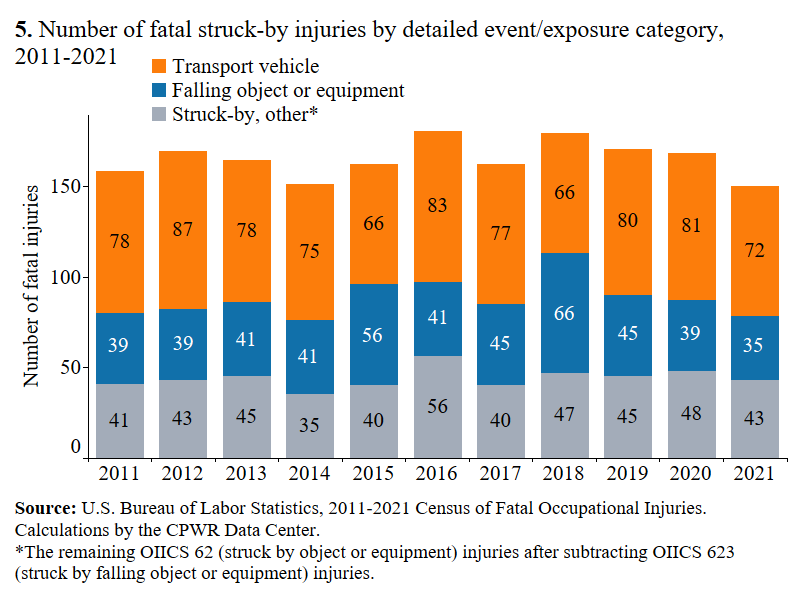 5. Number of fatal struck-by injuries by detailed event/exposure category,
2011-2021
Transport vehicle
Falling object or equipment
Struck-by, other*
Number of fatal injuries
150
100
50
0
78 87 78 75 66 83 77 66 80 81 72
39 39 41 41 56 41 45 66 45 39 35
41 43 45 35 40 56 40 47 45 48 43
2011 2012 2013 2014 2015 2016 2017 2018 2019 2020 2021
Source: U.S. Bureau of Labor Statistics, 2011-2021 Census of Fatal Occupational Injuries.
Calculations by the CPWR Data Center.
*The remaining OIICS 62 (struck by object or equipment) injuries after subtracting OIICS 623
(struck by falling object or equipment) injuries.